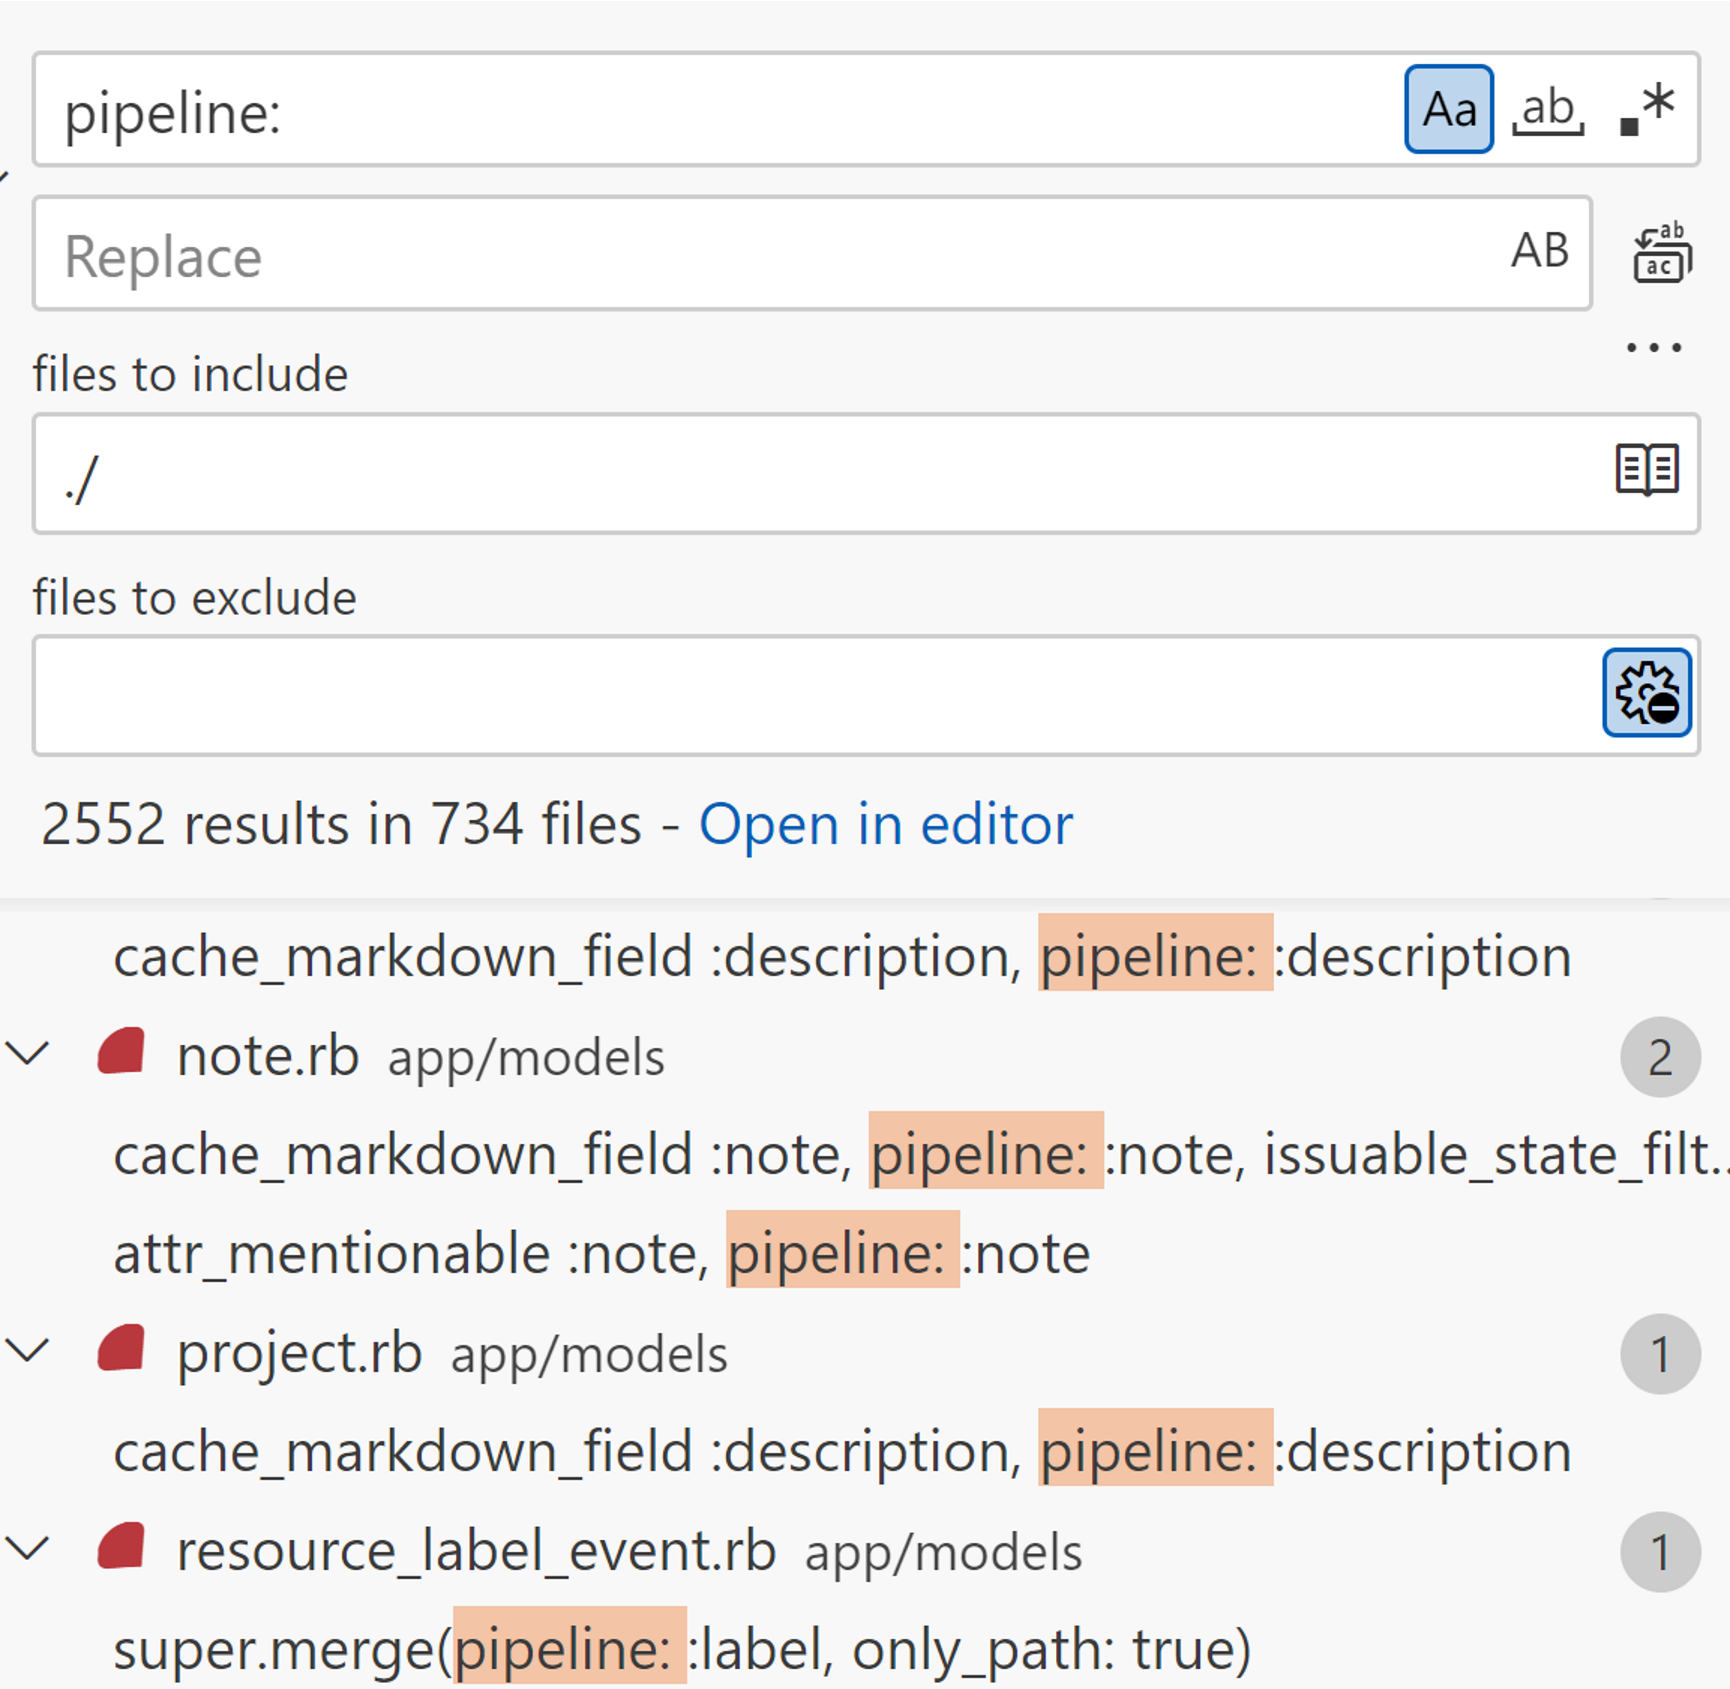 pipeline: Aa ab .*
Replace AB ab ac
...
files to include
./
files to exclude
2552 results in 734 files - Open in editor
cache_markdown_field :description, pipeline: :description
note.rb app/models 2
cache_markdown_field :note, pipeline: :note, issuable_state_filt...
attr_mentionable :note, pipeline: :note
project.rb app/models 1
cache_markdown_field :description, pipeline: :description
resource_label_event.rb app/models 1
super.merge(pipeline: :label, only_path: true)